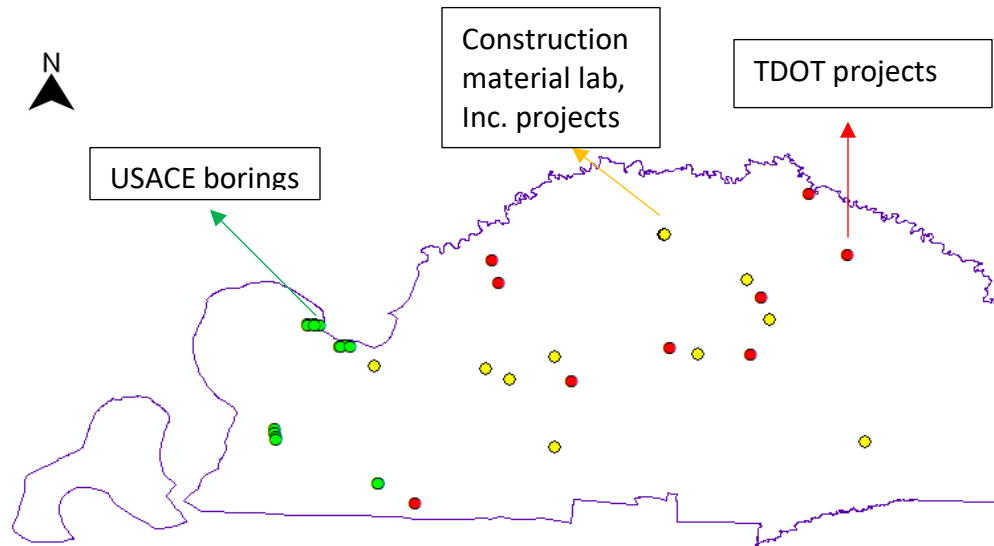 N
Construction
material lab,
Inc. projects
TDOT projects
USACE borings